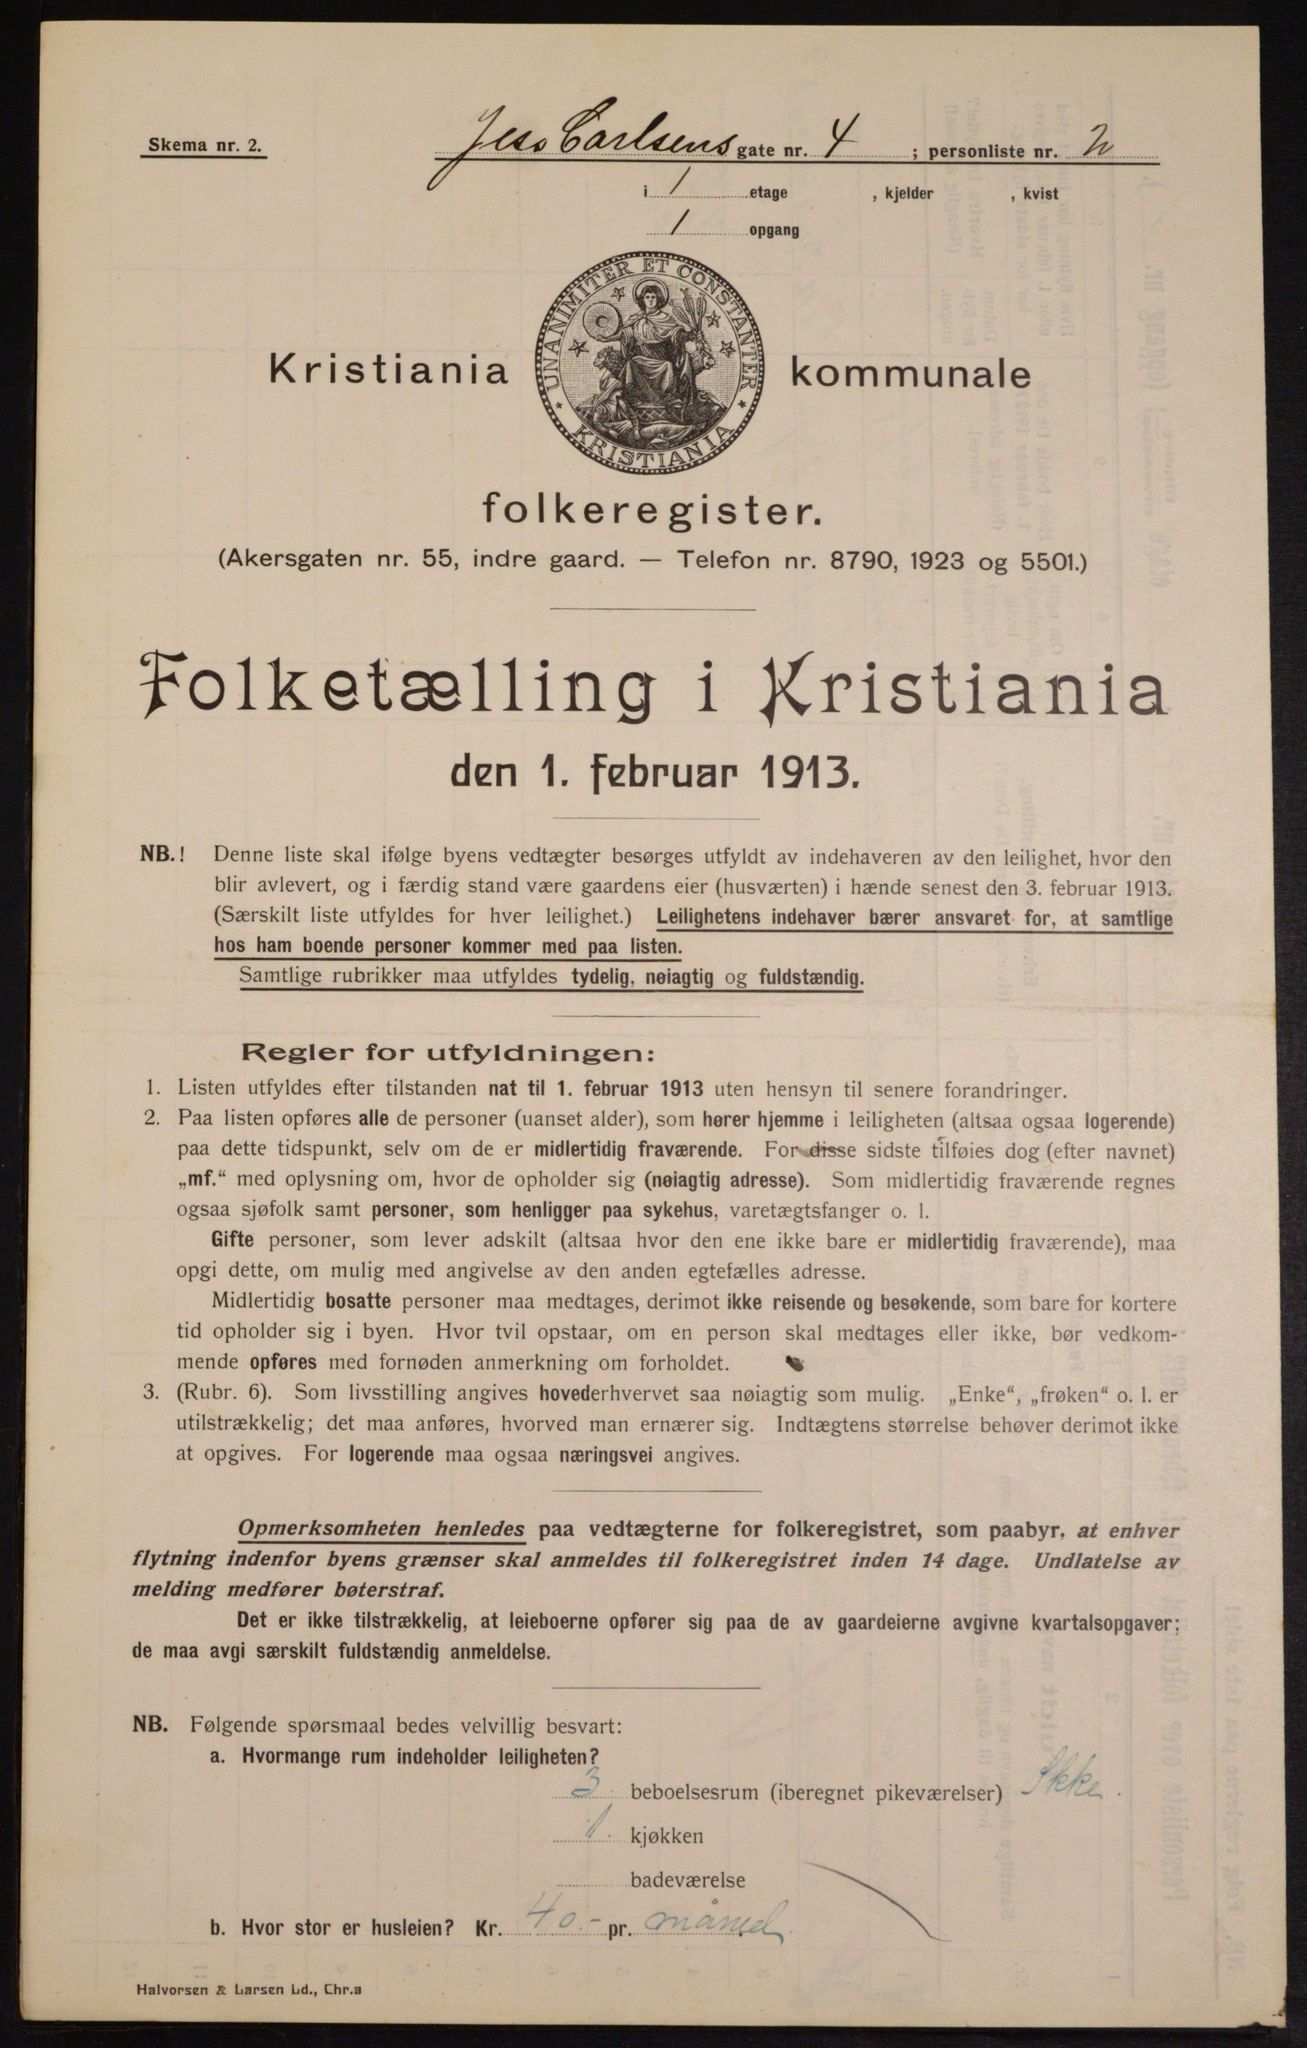 Skema nr. 2.
Jess Carlsens gate nr. 4 ; personliste nr. 2
i 1 etage , kjelder , kvist
1 opgang
UNANIMITER ET CONSTANTER
KRISTIANIA
Kristiania kommunale
folkeregister.
(Akersgaten nr. 55, indre gaard. — Telefon nr. 8790, 1923 og 5501.)
Folketælling i Kristiania
den 1. februar 1913.
NB.! Denne liste skal ifølge byens vedtægter besørges utfyldt av indehaveren av den leilighet, hvor den
blir avlevert, og i færdig stand være gaardens eier (husværten) i hænde senest den 3. februar 1913.
(Særskilt liste utfyldes for hver leilighet.) Leilighetens indehaver bærer ansvaret for, at samtlige
hos ham boende personer kommer med paa listen.
Samtlige rubrikker maa utfyldes tydelig, nøiagtig og fuldstændig.
Regler for utfyldningen:
1. Listen utfyldes efter tilstanden nat til 1. februar 1913 uten hensyn til senere forandringer.
2. Paa listen opføres alle de personer (uanset alder), som hører hjemme i leiligheten (altsaa ogsaa logerende)
paa dette tidspunkt, selv om de er midlertidig fraværende. For disse sidste tilføies dog (efter navnet)
„mf.“ med oplysning om, hvor de opholder sig (nøiagtig adresse). Som midlertidig fraværende regnes
ogsaa sjøfolk samt personer, som henligger paa sykehus, varetægtsfanger o. l.
Gifte personer, som lever adskilt (altsaa hvor den ene ikke bare er midlertidig fraværende), maa
opgi dette, om mulig med angivelse av den anden egtefælles adresse.
Midlertidig bosatte personer maa medtages, derimot ikke reisende og besøkende, som bare for kortere
tid opholder sig i byen. Hvor tvil opstaar, om en person skal medtages eller ikke, bør vedkom-
mende opføres med fornøden anmerkning om forholdet.
3. (Rubr. 6). Som livsstilling angives hovederhvervet saa nøiagtig som mulig. „Enke“, „frøken“ o. l. er
utilstrækkelig; det maa anføres, hvorved man ernærer sig. Indtægtens størrelse behøver derimot ikke
at opgives. For logerende maa ogsaa næringsvei angives.
Opmerksomheten henledes paa vedtægterne for folkeregistret, som paabyr, at enhver
flytning indenfor byens grænser skal anmeldes til folkeregistret inden 14 dage. Undlatelse av
melding medfører bøterstraf.
Det er ikke tilstrækkelig, at leieboerne opfører sig paa de av gaardeierne avgivne kvartalsopgaver;
de maa avgi særskilt fuldstændig anmeldelse.
NB. Følgende spørsmaal bedes velvillig besvart:
a. Hvormange rum indeholder leiligheten?
3 beboelsesrum (iberegnet pikeværelser) Ikke.
1. kjøkken
badeværelse
b. Hvor stor er husleien? Kr. 40.- pr. måned.
Halvorsen & Larsen Ld., Chr.a